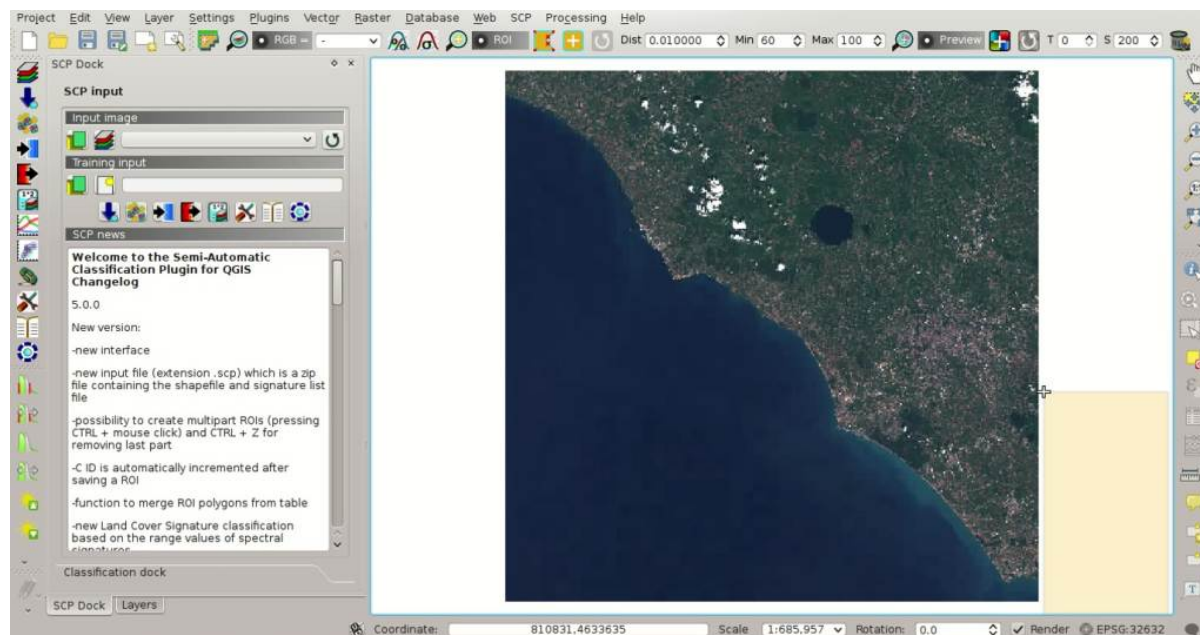 Project Edit View Layer Settings Plugins Vector Raster Database Web SCP Processing Help
RGB = - ROI Dist 0.010000 Min 60 Max 100 Preview T 0 S 200
SCP Dock
SCP input
Input image
Training input
SCP news
Welcome to the Semi-Automatic
Classification Plugin for QGIS
Changelog
5.0.0
New version:
-new interface
-new input file (extension .scp) which is a zip
file containing the shapefile and signature list
file
-possibility to create multipart ROIs (pressing
CTRL + mouse click) and CTRL + Z for
removing last part
-C ID is automatically incremented after
saving a ROI
-function to merge ROI polygons from table
-new Land Cover Signature classification
based on the range values of spectral
signatures
Classification dock
SCP Dock Layers
Coordinate: 810831,4633635 Scale 1:685,957 Rotation: 0.0 Render EPSG:32632